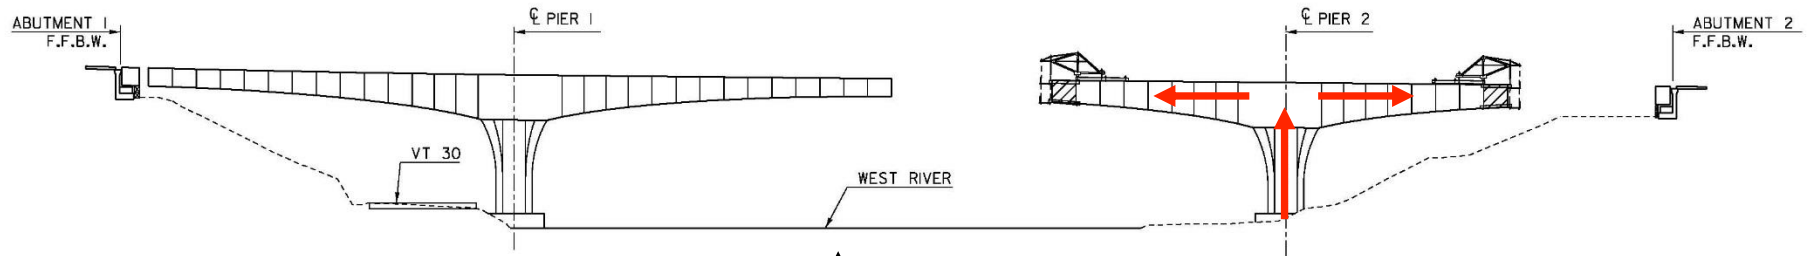 ABUTMENT 1
F.F.B.W.
℄ PIER 1
℄ PIER 2
ABUTMENT 2
F.F.B.W.
VT 30
WEST RIVER